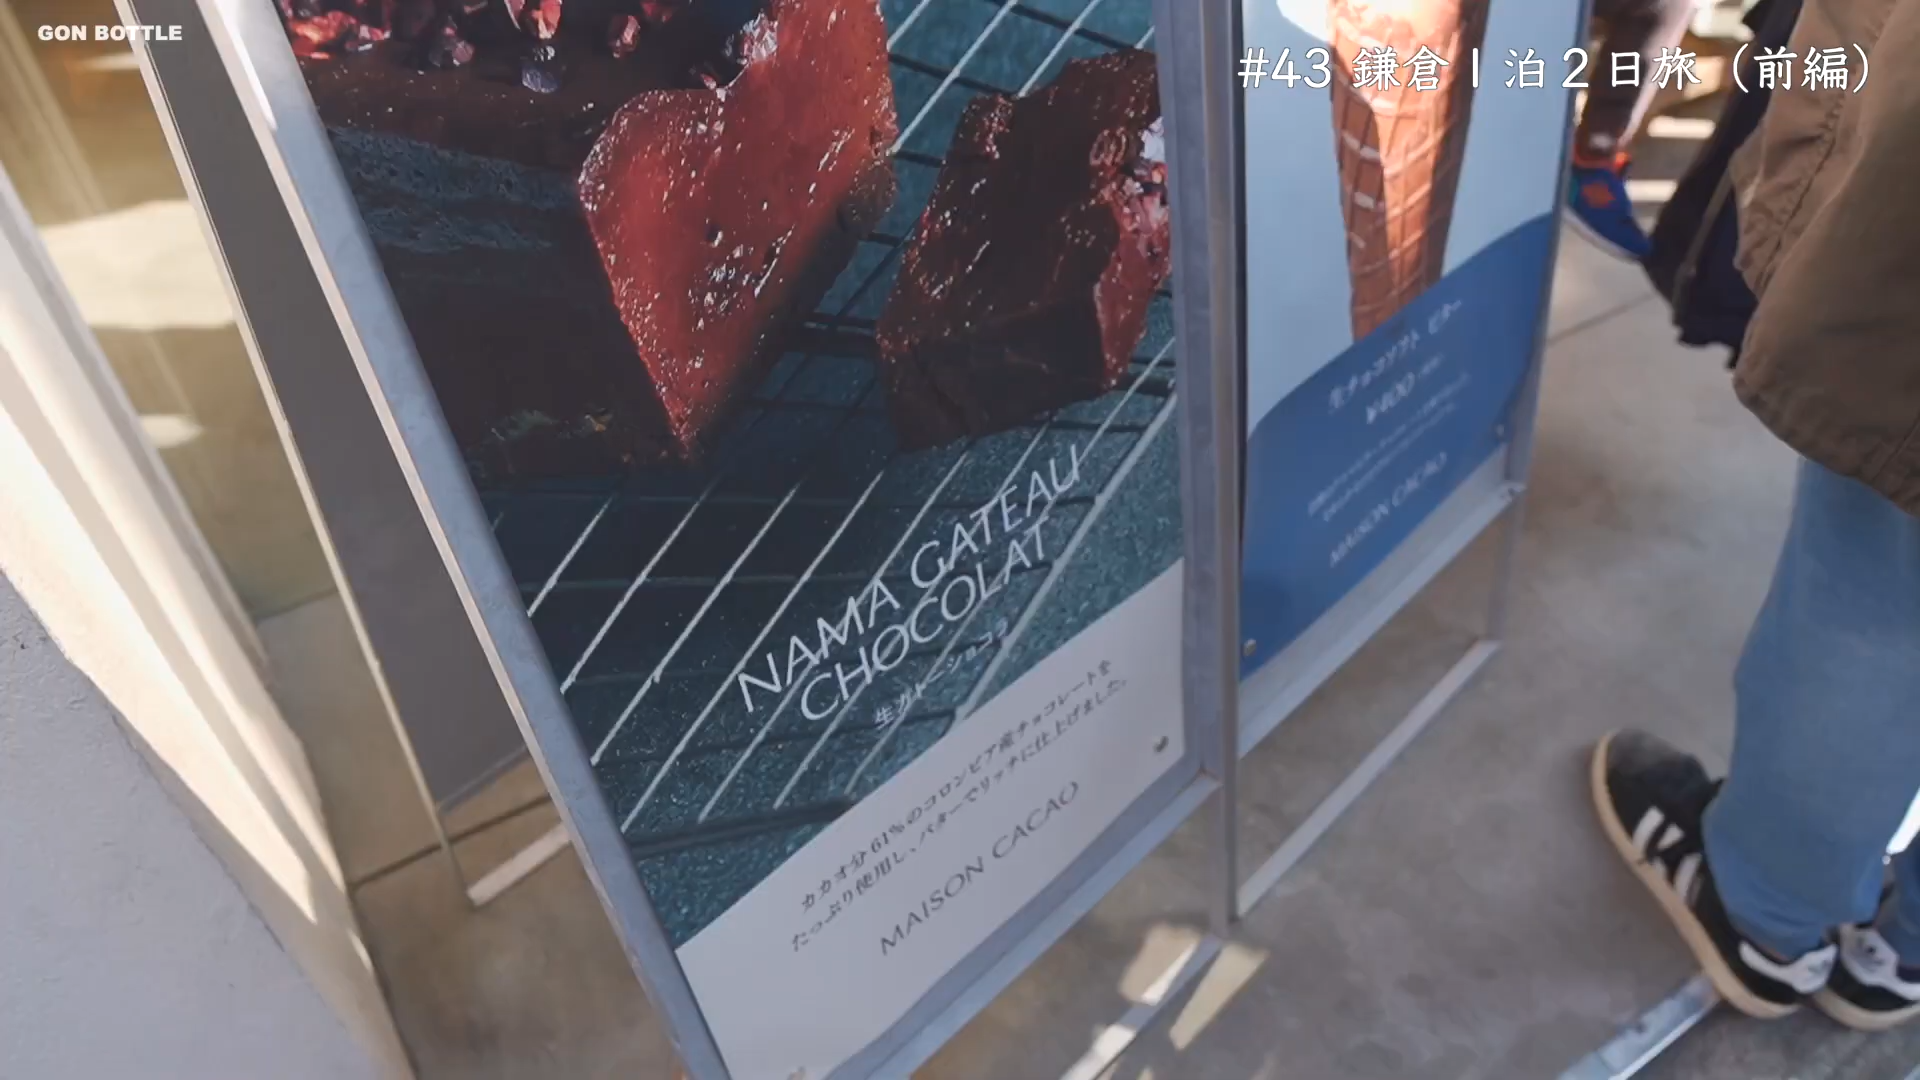 GON BOTTLE
#43 鎌倉1泊2日旅（前編）
NAMA GATEAU
CHOCOLAT
生ガトーショコラ
カカオ分61%のコロンビア産チョコレートを
たっぷり使用し、バターでリッチに仕上げました。
MAISON CACAO
生チョコソフト ビター
¥400
MAISON CACAO